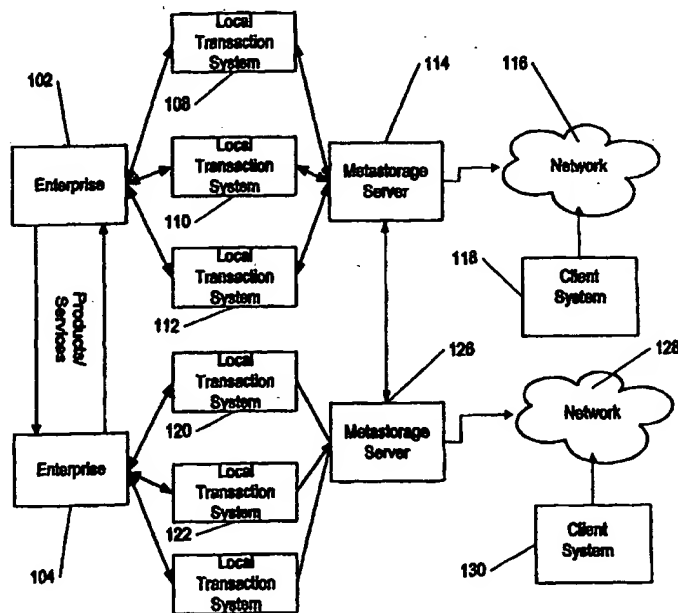 Local
Transaction
System
108
102
Enterprise
Local
Transaction
System
110
Local
Transaction
System
112
114
Metastorage
Server
116
Network
118
Client
System
Products/
Services
Local
Transaction
System
120
104
Enterprise
Local
Transaction
System
122
Local
Transaction
System
126
Metastorage
Server
128
Network
130
Client
System